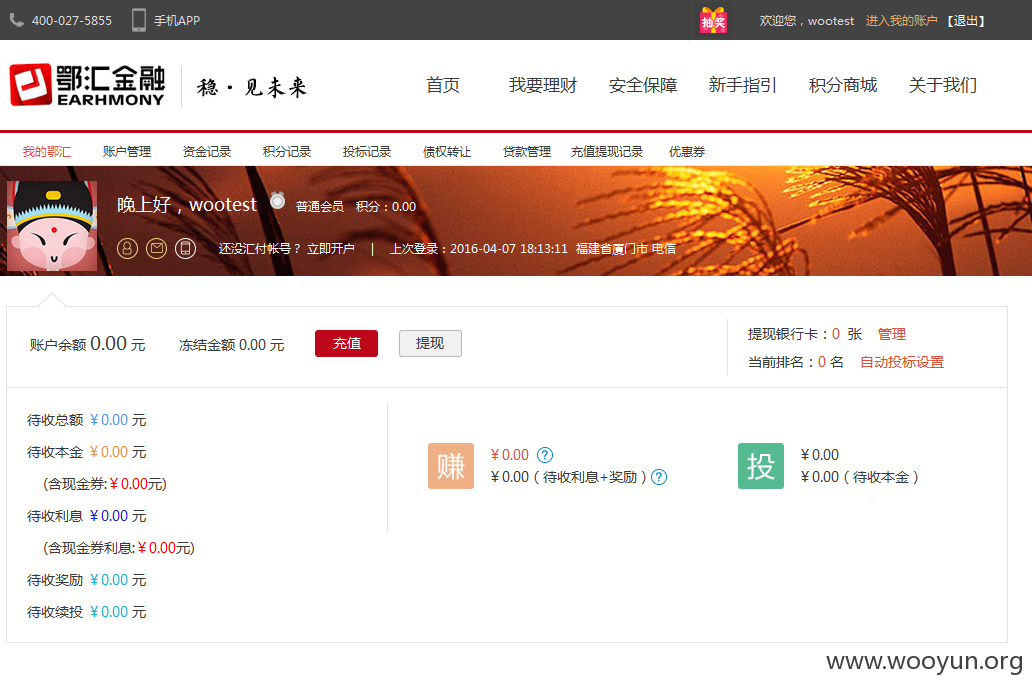 400-027-5855 手机APP 抽奖 欢迎您，wootest 进入我的账户 【退出】
鄂汇金融 EARHMONY 稳·见未来 首页 我要理财 安全保障 新手指引 积分商城 关于我们
我的鄂汇 账户管理 资金记录 积分记录 投标记录 债权转让 贷款管理 充值提现记录 优惠券
晚上好，wootest 普通会员 积分：0.00
还没汇付帐号？ 立即开户 | 上次登录：2016-04-07 18:13:11 福建省厦门市 电信
账户余额 0.00 元 冻结金额 0.00 元 充值 提现
提现银行卡：0 张 管理
当前排名：0 名 自动投标设置
待收总额 ￥0.00 元
待收本金 ￥0.00 元
(含现金券:￥0.00元)
待收利息 ￥0.00 元
(含现金券利息:￥0.00元)
待收奖励 ￥0.00 元
待收续投 ￥0.00 元
赚 ￥0.00 ?
￥0.00（待收利息+奖励）?
投 ￥0.00
￥0.00（待收本金）
www.wooyun.org